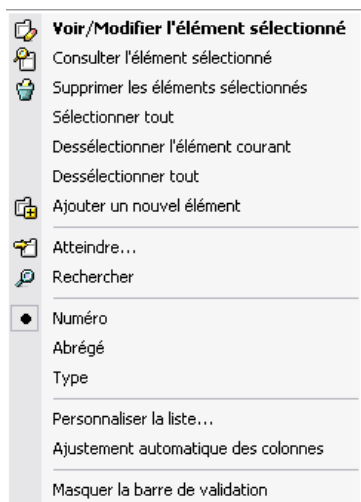 Voir/Modifier l'élément sélectionné
Consulter l'élément sélectionné
Supprimer les éléments sélectionnés
Sélectionner tout
Dessélectionner l'élément courant
Dessélectionner tout
Ajouter un nouvel élément
Atteindre...
Rechercher
Numéro
Abrégé
Type
Personnaliser la liste...
Ajustement automatique des colonnes
Masquer la barre de validation